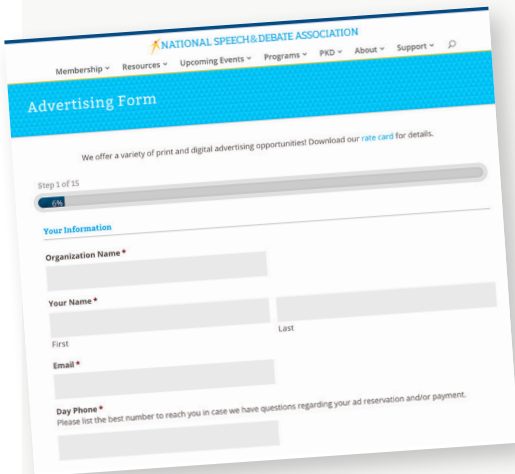 NATIONAL SPEECH & DEBATE ASSOCIATION
Membership Resources Upcoming Events Programs PKD About Support
Advertising Form
We offer a variety of print and digital advertising opportunities! Download our rate card for details.
Step 1 of 15
6%
Your Information
Organization Name *
Your Name *
First Last
Email *
Day Phone *
Please list the best number to reach you in case we have questions regarding your ad reservation and/or payment.